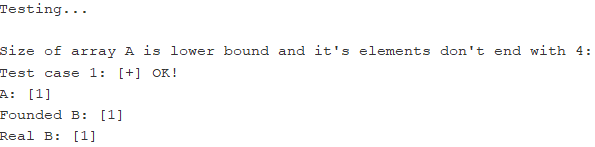 Testing...
Size of array A is lower bound and it's elements don't end with 4:
Test case 1: [+] OK!
A: [1]
Founded B: [1]
Real B: [1]